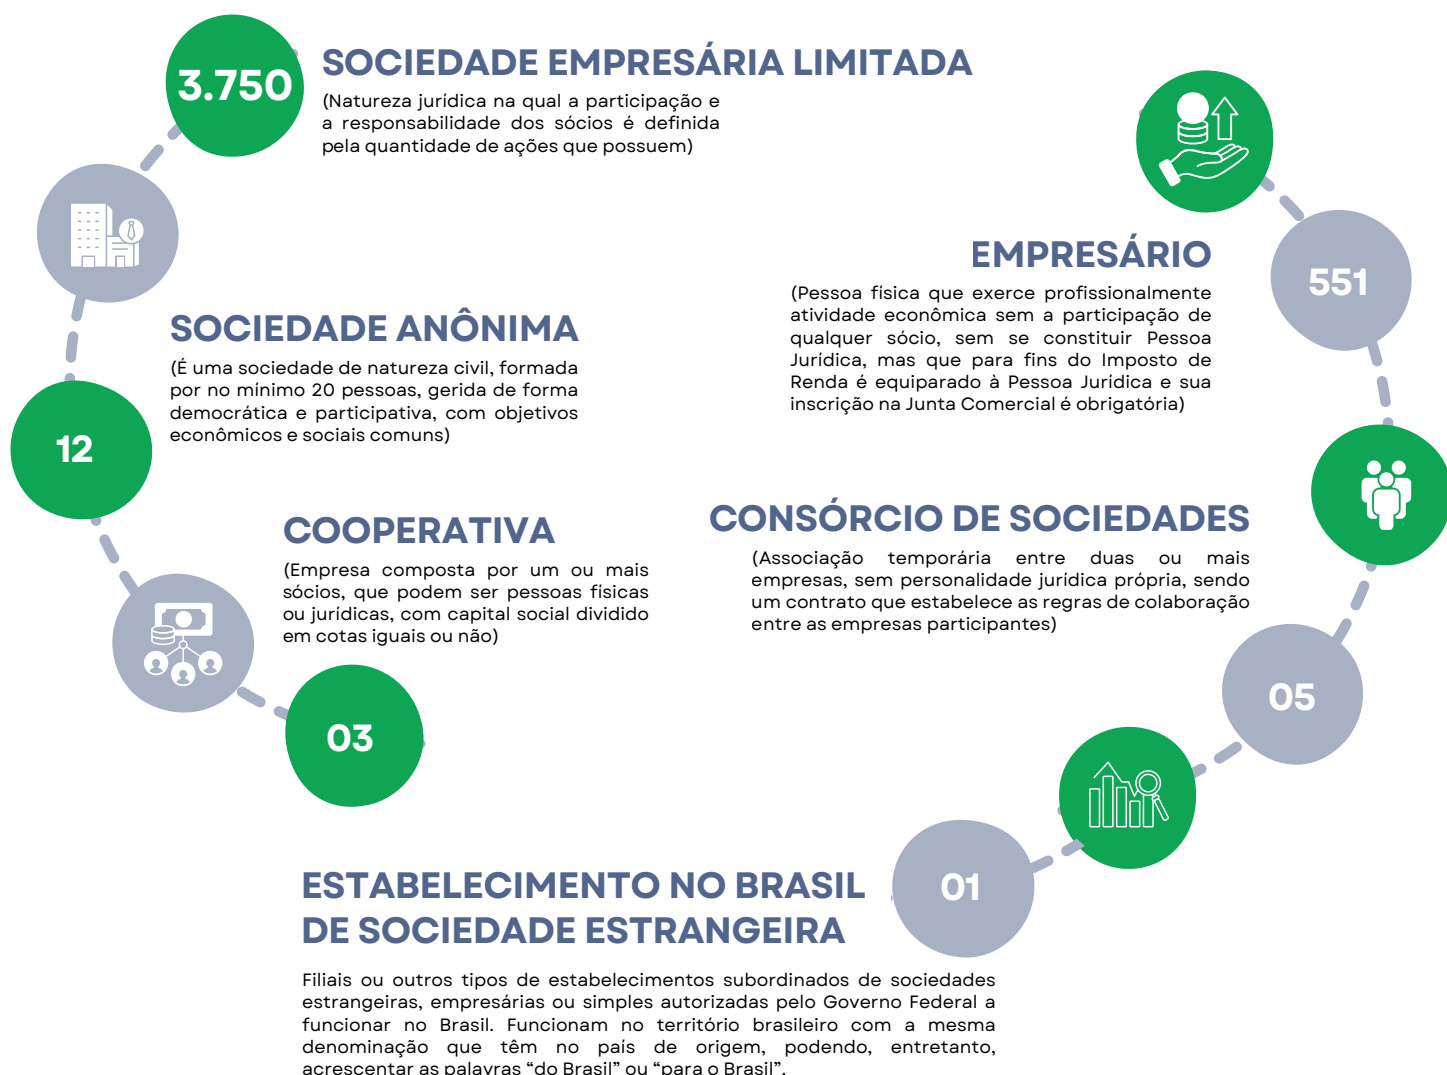 3.750
SOCIEDADE EMPRESÁRIA LIMITADA
(Natureza jurídica na qual a participação e
a responsabilidade dos sócios é definida
pela quantidade de ações que possuem)
SOCIEDADE ANÔNIMA
(É uma sociedade de natureza civil, formada
por no mínimo 20 pessoas, gerida de forma
democrática e participativa, com objetivos
econômicos e sociais comuns)
12
COOPERATIVA
(Empresa composta por um ou mais
sócios, que podem ser pessoas físicas
ou jurídicas, com capital social dividido
em cotas iguais ou não)
03
EMPRESÁRIO
551
(Pessoa física que exerce profissionalmente
atividade econômica sem a participação de
qualquer sócio, sem se constituir Pessoa
Jurídica, mas que para fins do Imposto de
Renda é equiparado à Pessoa Jurídica e sua
inscrição na Junta Comercial é obrigatória)
CONSÓRCIO DE SOCIEDADES
(Associação temporária entre duas ou mais
empresas, sem personalidade jurídica própria, sendo
um contrato que estabelece as regras de colaboração
entre as empresas participantes)
05
01
ESTABELECIMENTO NO BRASIL
DE SOCIEDADE ESTRANGEIRA
Filiais ou outros tipos de estabelecimentos subordinados de sociedades
estrangeiras, empresárias ou simples autorizadas pelo Governo Federal a
funcionar no Brasil. Funcionam no território brasileiro com a mesma
denominação que têm no país de origem, podendo, entretanto,
acrescentar as palavras “do Brasil” ou “para o Brasil”.